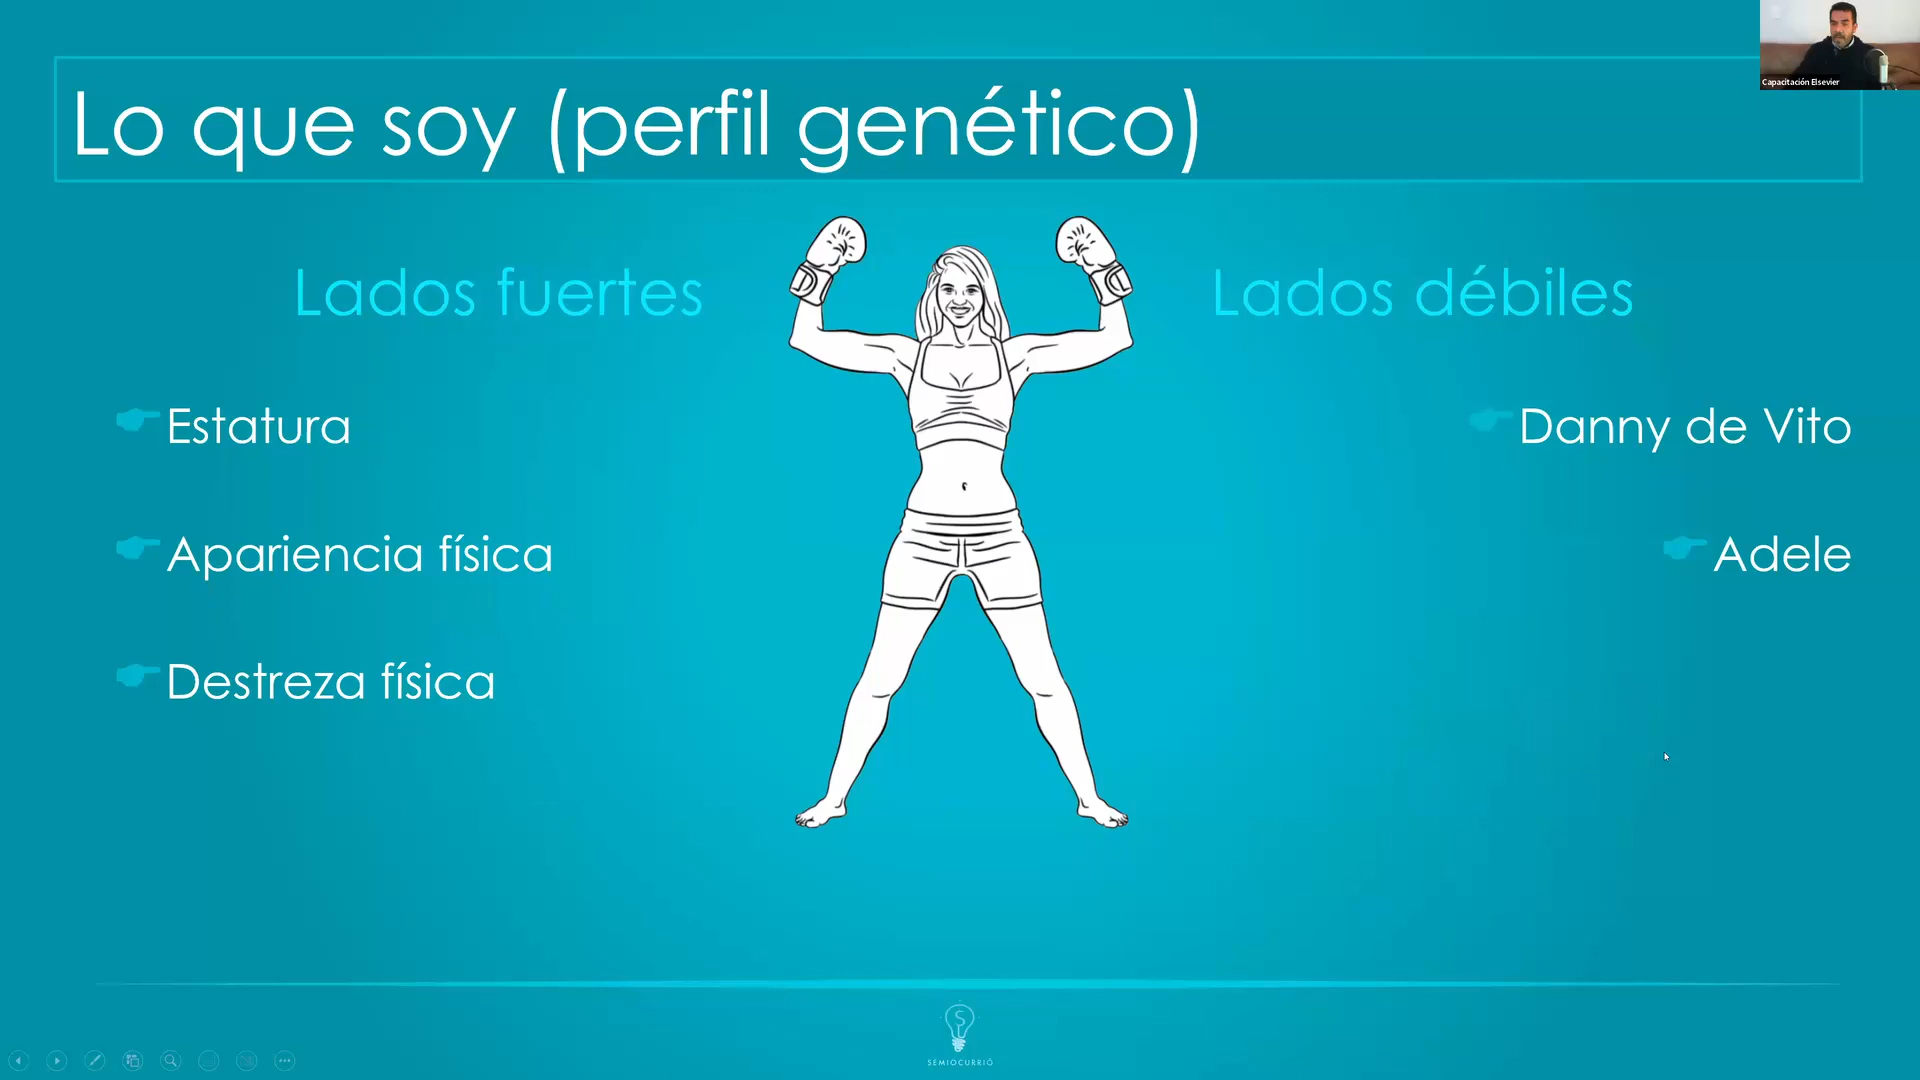 Capacitación Elsevier
Lo que soy (perfil genético)
Lados fuertes
Estatura
Apariencia física
Destreza física
Lados débiles
Danny de Vito
Adele
SEMIOCURRIÓ